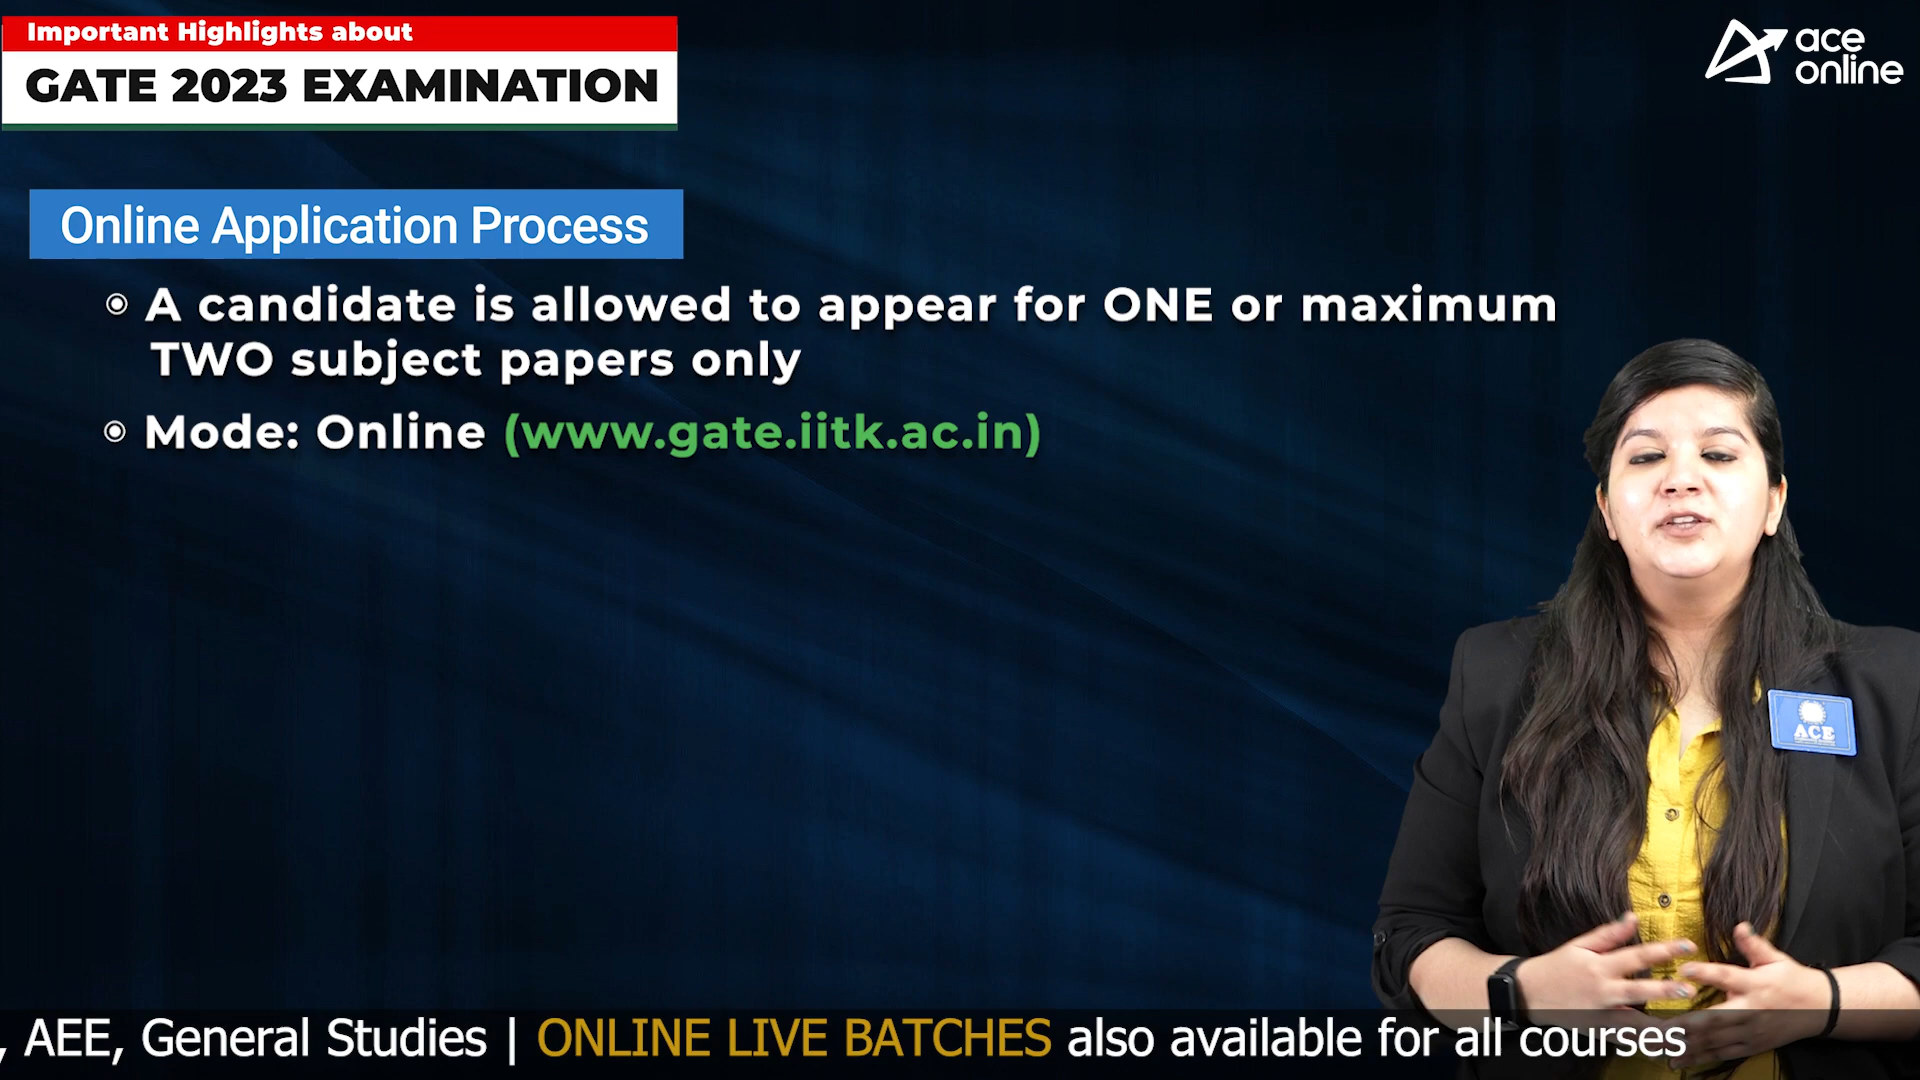 Important Highlights about
GATE 2023 EXAMINATION
ace
online
Online Application Process
A candidate is allowed to appear for ONE or maximum
TWO subject papers only
Mode: Online (www.gate.iitk.ac.in)
ACE
, AEE, General Studies | ONLINE LIVE BATCHES also available for all courses